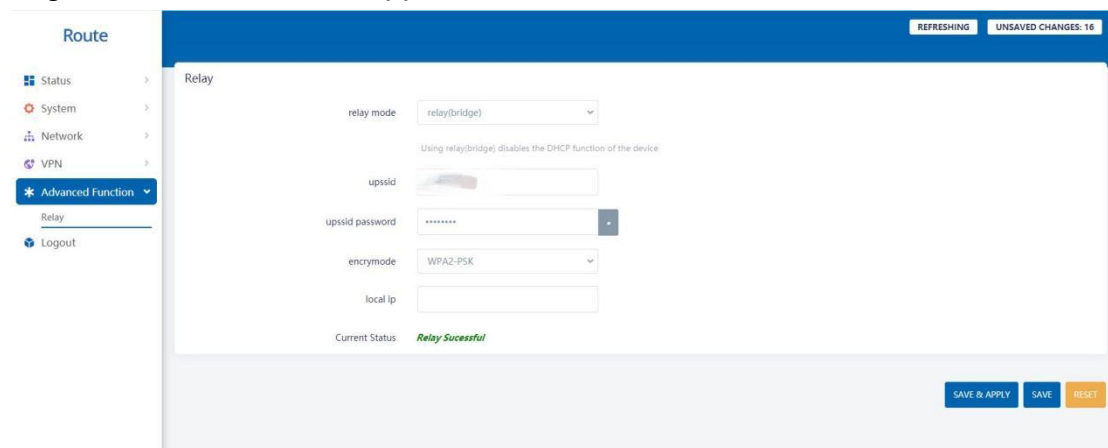 Route
REFRESHING
UNSAVED CHANGES: 16
Status
System
Network
VPN
Advanced Function
Relay
Logout
Relay
relay mode
relay(bridge)
Using relay(bridge) disables the DHCP function of the device
upssid
upssid password
••••••••
encrymode
WPA2-PSK
local ip
Current Status
Relay Sucessful
SAVE & APPLY
SAVE
RESET